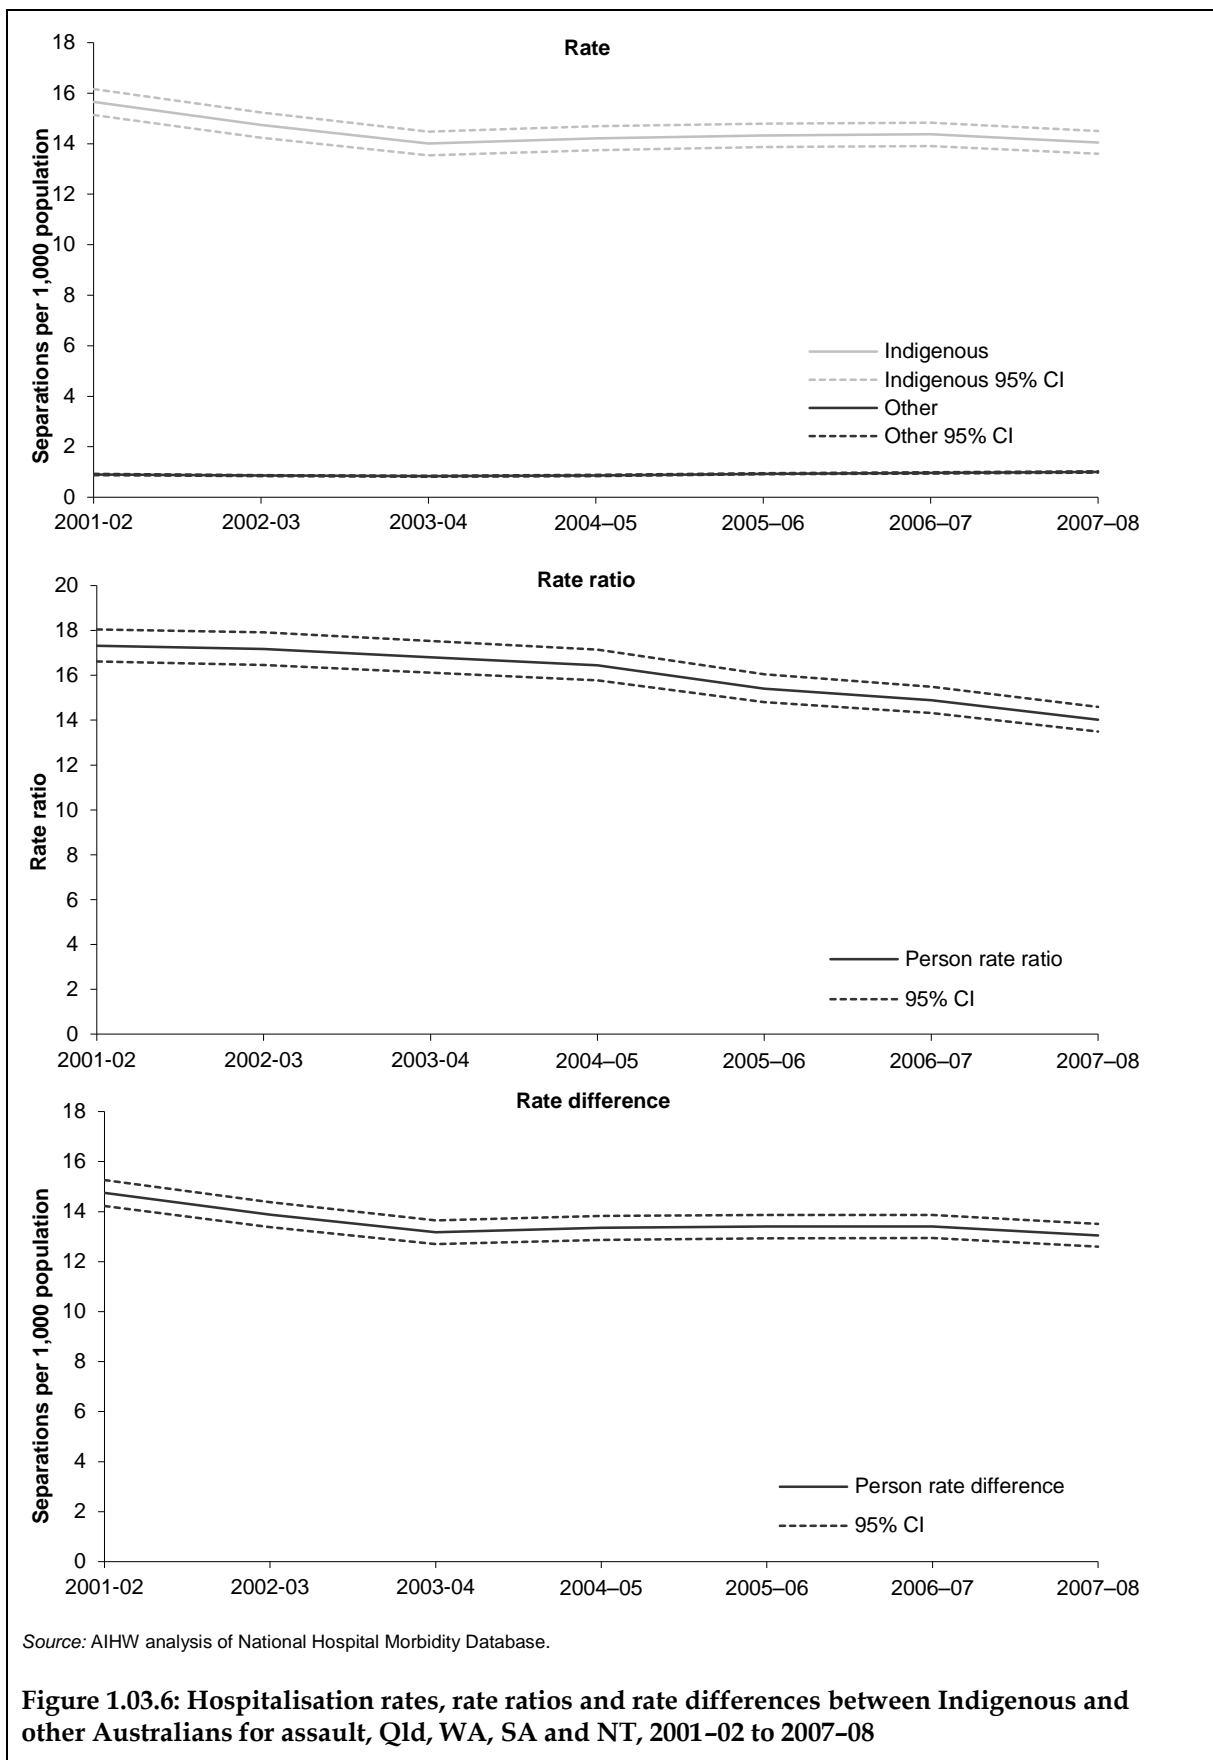 Rate
18
16
14
12
10
8
6
4
2
0
Separations per 1,000 population
Indigenous
Indigenous 95% CI
Other
Other 95% CI
2001-02 2002-03 2003-04 2004–05 2005–06 2006–07 2007–08
Rate ratio
20
18
16
14
12
10
8
6
4
2
0
Rate ratio
Person rate ratio
95% CI
2001-02 2002-03 2003-04 2004–05 2005–06 2006–07 2007–08
Rate difference
18
16
14
12
10
8
6
4
2
0
Separations per 1,000 population
Person rate difference
95% CI
2001-02 2002-03 2003-04 2004–05 2005–06 2006–07 2007–08
Source: AIHW analysis of National Hospital Morbidity Database.
Figure 1.03.6: Hospitalisation rates, rate ratios and rate differences between Indigenous and
other Australians for assault, Qld, WA, SA and NT, 2001–02 to 2007–08